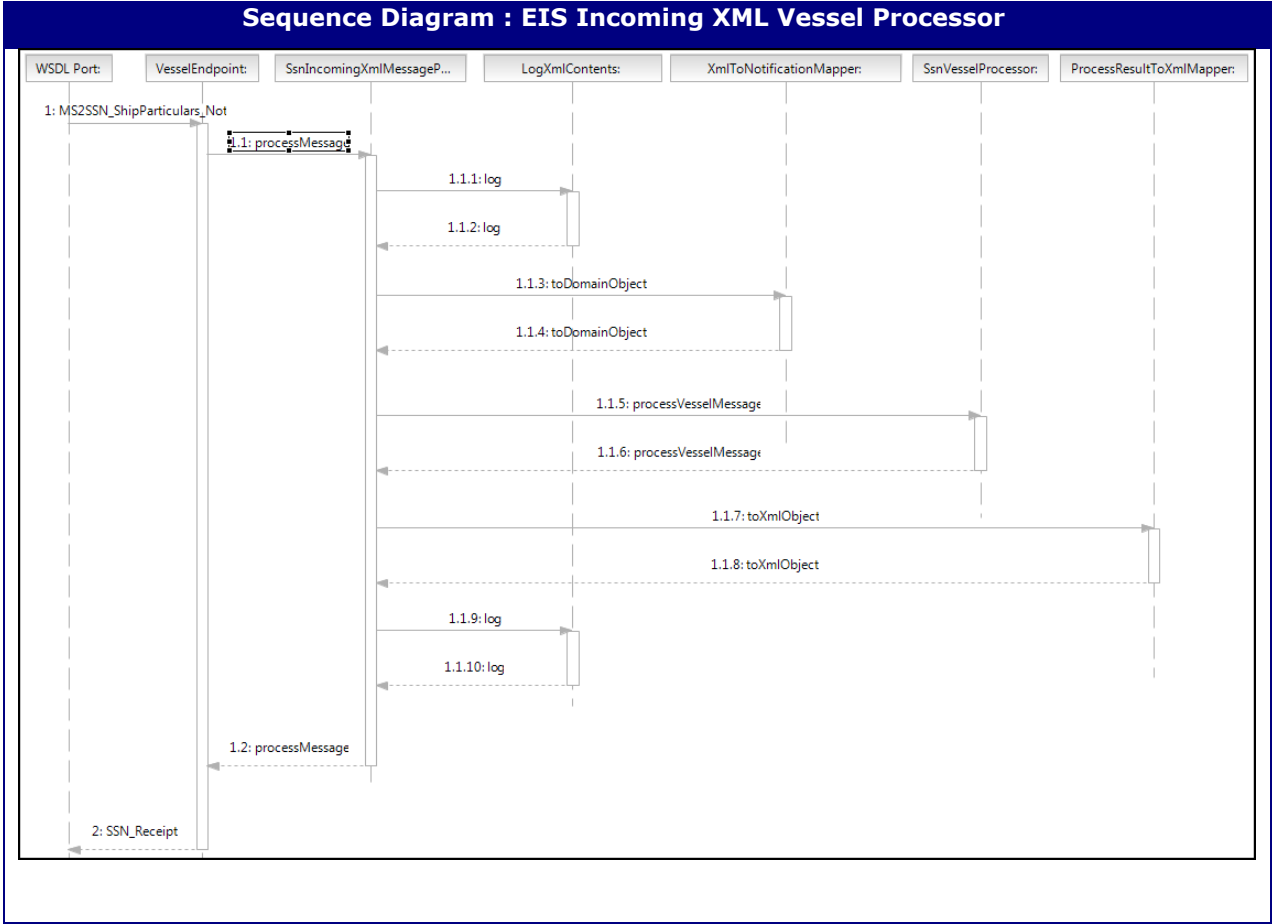 Sequence Diagram : EIS Incoming XML Vessel Processor
WSDL Port: VesselEndpoint: SsnIncomingXmlMessageP... LogXmlContents: XmlToNotificationMapper: SsnVesselProcessor: ProcessResultToXmlMapper:
1: MS2SSN_ShipParticulars_Not
1.1: processMessage
1.1.1: log
1.1.2: log
1.1.3: toDomainObject
1.1.4: toDomainObject
1.1.5: processVesselMessage
1.1.6: processVesselMessage
1.1.7: toXmlObject
1.1.8: toXmlObject
1.1.9: log
1.1.10: log
1.2: processMessage
2: SSN_Receipt